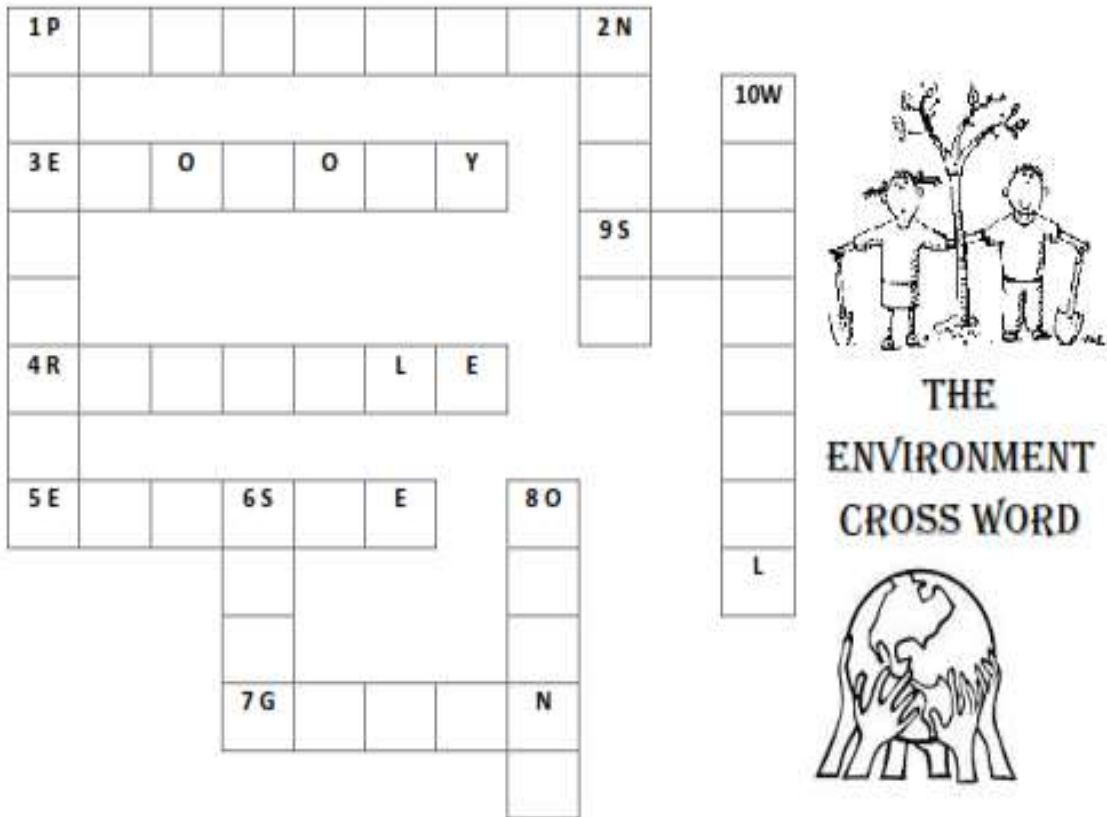 1 P 2 N
10W
3 E O O Y
9 S
4 R L E
THE
ENVIRONMENT
CROSS WORD
5 E 6 S E 8 O
L
7 G N